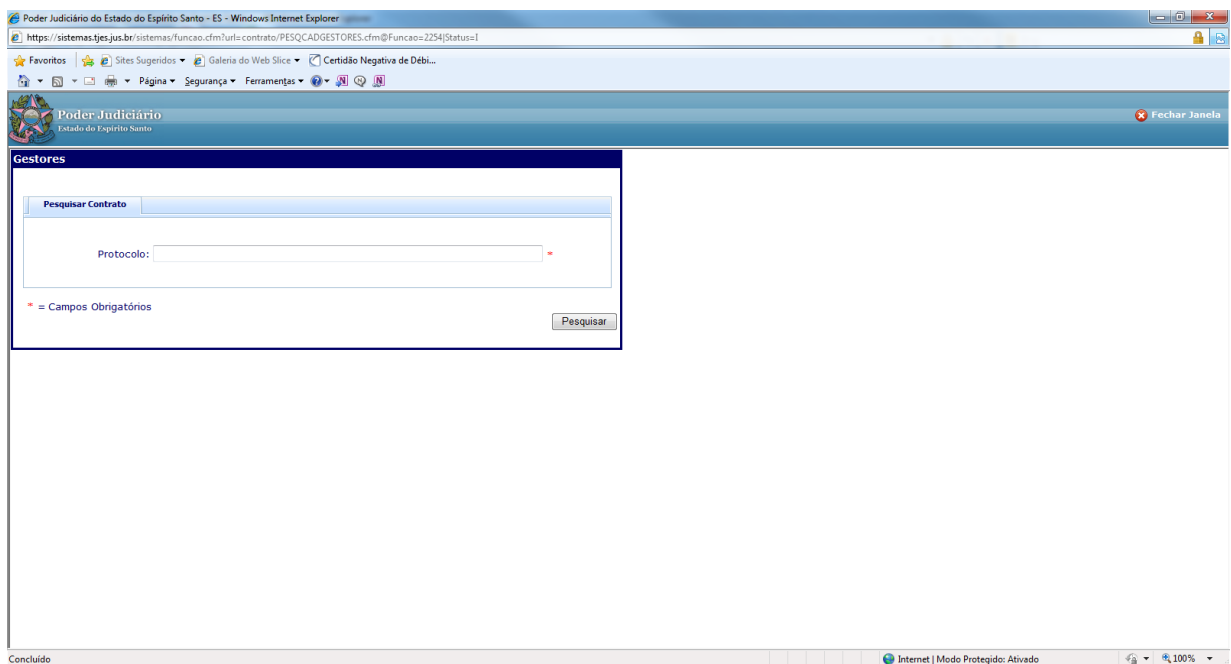 Poder Judiciário do Estado do Espírito Santo - ES - Windows Internet Explorer
https://sistemas.tjes.jus.br/sistemas/funcao.cfm?url=contrato/PESQCADGESTORES.cfm@Funcao=2254|Status=I
Favoritos Sites Sugeridos Galeria do Web Slice Certidão Negativa de Débi...
Página Segurança Ferramentas
Poder Judiciário
Estado do Espírito Santo
Fechar Janela
Gestores
Pesquisar Contrato
Protocolo: *
* = Campos Obrigatórios
Pesquisar
Concluído Internet | Modo Protegido: Ativado 100%